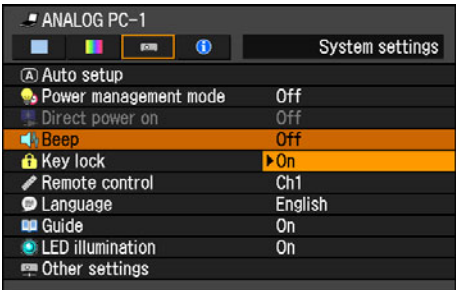 ANALOG PC-1
System settings
Auto setup
Power management mode Off
Direct power on Off
Beep Off
Key lock On
Remote control Ch1
Language English
Guide On
LED illumination On
Other settings